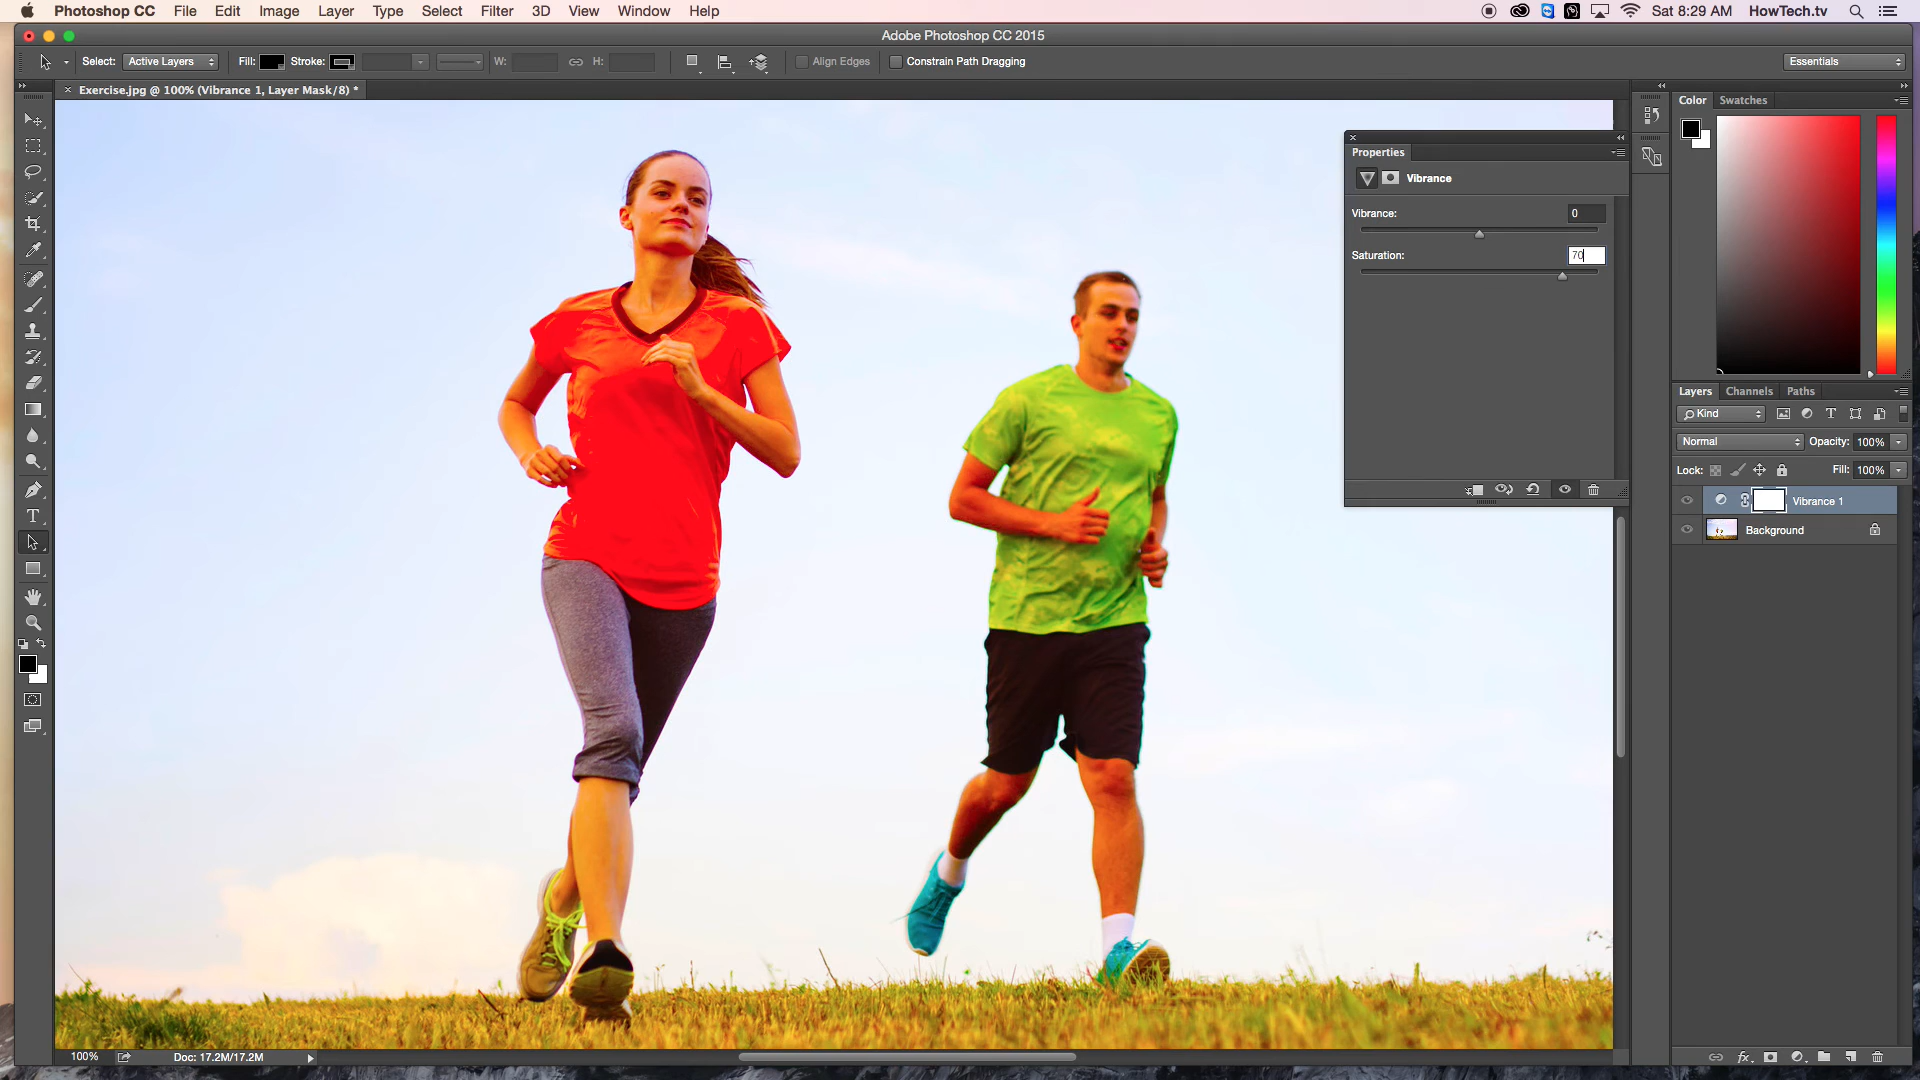 Photoshop CC File Edit Image Layer Type Select Filter 3D View Window Help Sat 8:29 AM HowTech.tv
Adobe Photoshop CC 2015
Select: Active Layers Fill: Stroke: W: H: Align Edges Constrain Path Dragging Essentials
Exercise.jpg @ 100% (Vibrance 1, Layer Mask/8) *
Color Swatches
Properties
Vibrance
Vibrance: 0
Saturation: 70
Layers Channels Paths
Kind
Normal Opacity: 100%
Lock: Fill: 100%
Vibrance 1
Background
100% Doc: 17.2M/17.2M
fx